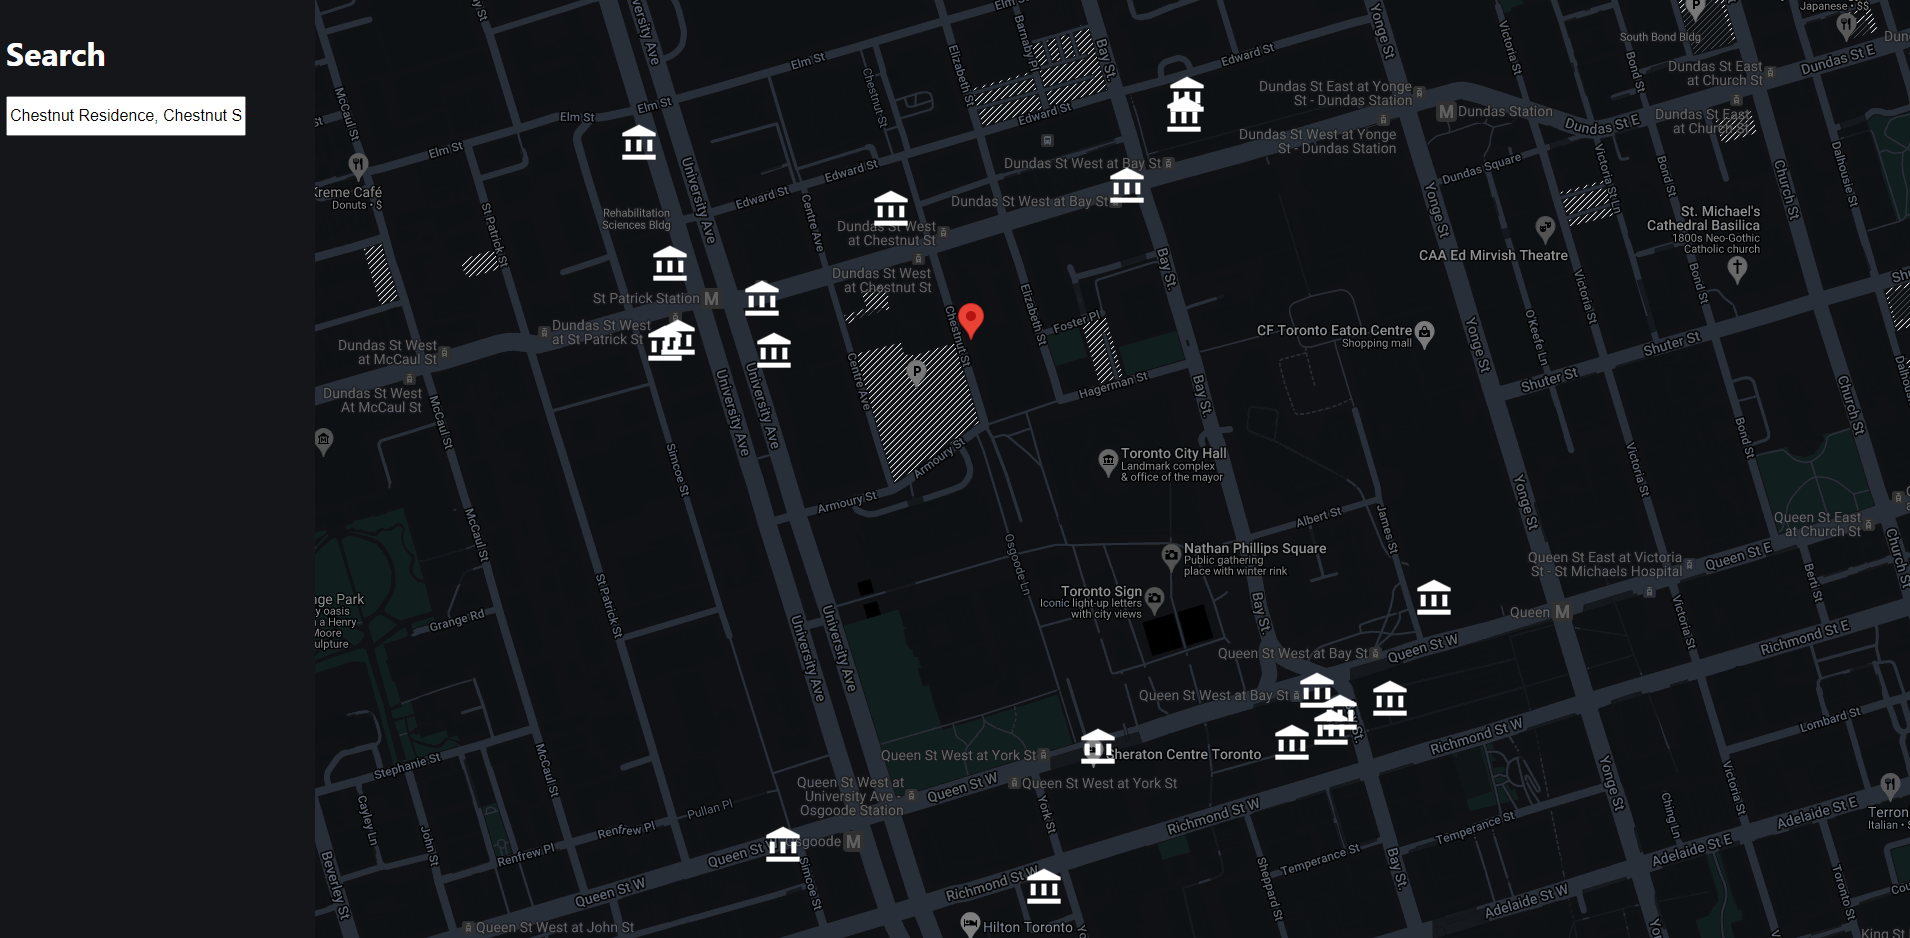 Search
Chestnut Residence, Chestnut S
University Ave
Elm St
Elm St
Elm St
Elm St
Elm St
McCaul St
Kreme Café
Donuts • $
St Patrick St
Rehabilitation
Sciences Bldg
University Ave
Edward St
Edward St
Edward St
Edward St
Centre Ave
Chestnut St
Elizabeth St
Barnaby Pl
Bay St
Dundas St West at Bay St
Dundas St West at Bay St
Dundas St West
at Chestnut St
Dundas St West
at Chestnut St
Yonge St
Victoria St
South Bond Bldg
Bond St
Japanese • $$
Dundas St East
at Church St
Dundas St E
Dundas St East at Yonge
St - Dundas Station
M Dundas Station
Dundas St West at Yonge
St - Dundas Station
Dundas St E
Dundas St East
at Church St
Dundas Square
Victoria St Ln
Bond St
Church St
Dalhousie St
St. Michael's
Cathedral Basilica
1800s Neo-Gothic
Catholic church
CAA Ed Mirvish Theatre
Yonge St
Bay St.
Victoria St
Bond St
St Patrick Station M
Dundas St West
at St Patrick St
Dundas St West
at McCaul St
Dundas St West
At McCaul St
Chestnut St
Elizabeth St
Foster Pl
Hagerman St
P
CF Toronto Eaton Centre
Shopping mall
Yonge St
O'Keefe Ln
Shuter St
Shuter St
Church St
Bond St
McCaul St
Simcoe St
University Ave
University Ave
Centre Ave
Armoury St
Armoury St
Bay St.
Toronto City Hall
Landmark complex
& office of the mayor
Victoria St
Yonge St
McCaul St
St Patrick St
Osgoode Ln
Albert St
James St
Nathan Phillips Square
Public gathering
place with winter rink
Toronto Sign
Iconic light-up letters
with city views
Bay St.
Queen St East
at Church St
Queen St E
Queen St East at Victoria
St - St Michaels Hospital
Church St
Berti St
Queen M
Victoria St
Richmond St E
nge Park
y oasis
n a Henry
Moore
ulpture
Grange Rd
University Ave
University Ave
Queen St West at Bay St
Queen St W
Queen St West at Bay St
Richmond St W
Lombard St
Stephanie St
McCaul St
Queen St West at York St
Sheraton Centre Toronto
Queen St West at York St
Queen St W
Queen St West at
University Ave -
Osgoode Station
Yonge St
Victoria St
Ching Ln
Adelaide St E
Terron
Italian •
Cayley Ln
John St
Renfrew Pl
Renfrew Pl
Pullan Pl
Queen St W
Osgoode M
York St
Richmond St W
Temperance St
Temperance St
Adelaide St E
Beverley St
Queen St W
Simcoe St
Richmond St W
Sheppard St
Bay St.
Adelaide St W
Toronto St
Queen St West at John St
Hilton Toronto
King St